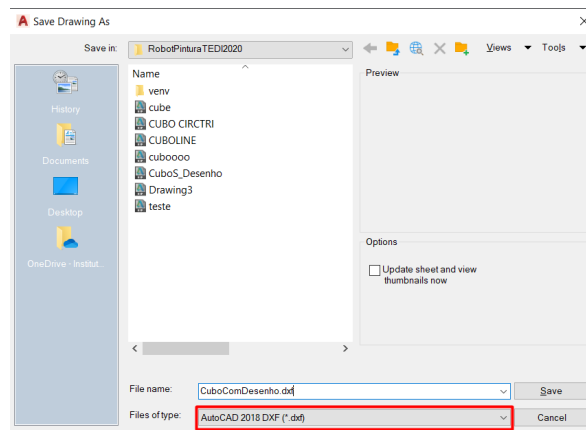 Save Drawing As
Save in:
RobotPinturaTEDI2020
Views
Tools
Name
Preview
venv
cube
CUBO CIRCTRI
CUBOLINE
cuboooo
CuboS_Desenho
Drawing3
teste
History
Documents
Desktop
OneDrive - Institut...
Options
Update sheet and view
thumbnails now
File name:
CuboComDesenho.dxf
Save
Files of type:
AutoCAD 2018 DXF (*.dxf)
Cancel